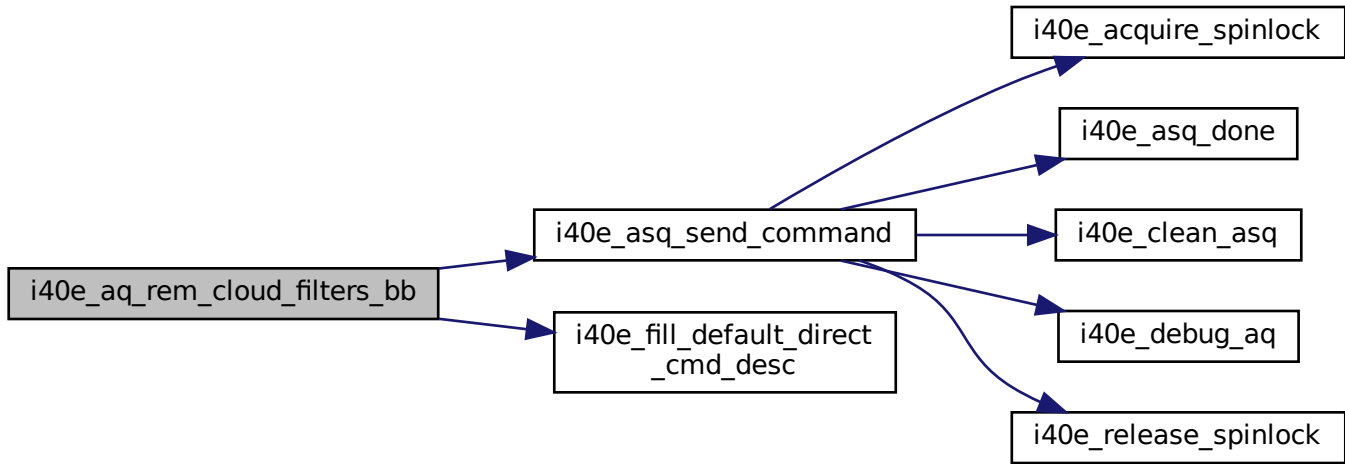 i40e_aq_rem_cloud_filters_bb
i40e_asq_send_command
i40e_fill_default_direct
_cmd_desc
i40e_acquire_spinlock
i40e_asq_done
i40e_clean_asq
i40e_debug_aq
i40e_release_spinlock